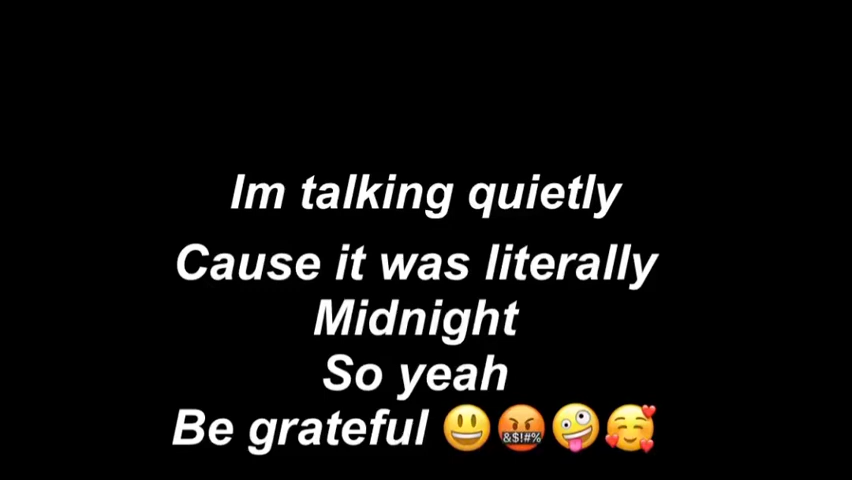 Im talking quietly
Cause it was literally
Midnight
So yeah
Be grateful 😃🤬🤪🥰